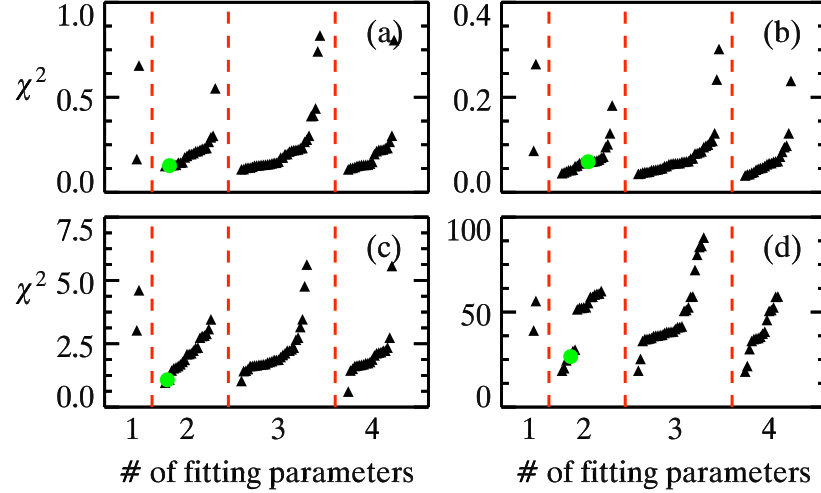 1.0 (a) 0.4 (b)
χ² 0.5 0.2
0.0 0.0
7.5 (c) 100 (d)
χ² 5.0 50
2.5
0.0 0
1 2 3 4 1 2 3 4
# of fitting parameters # of fitting parameters